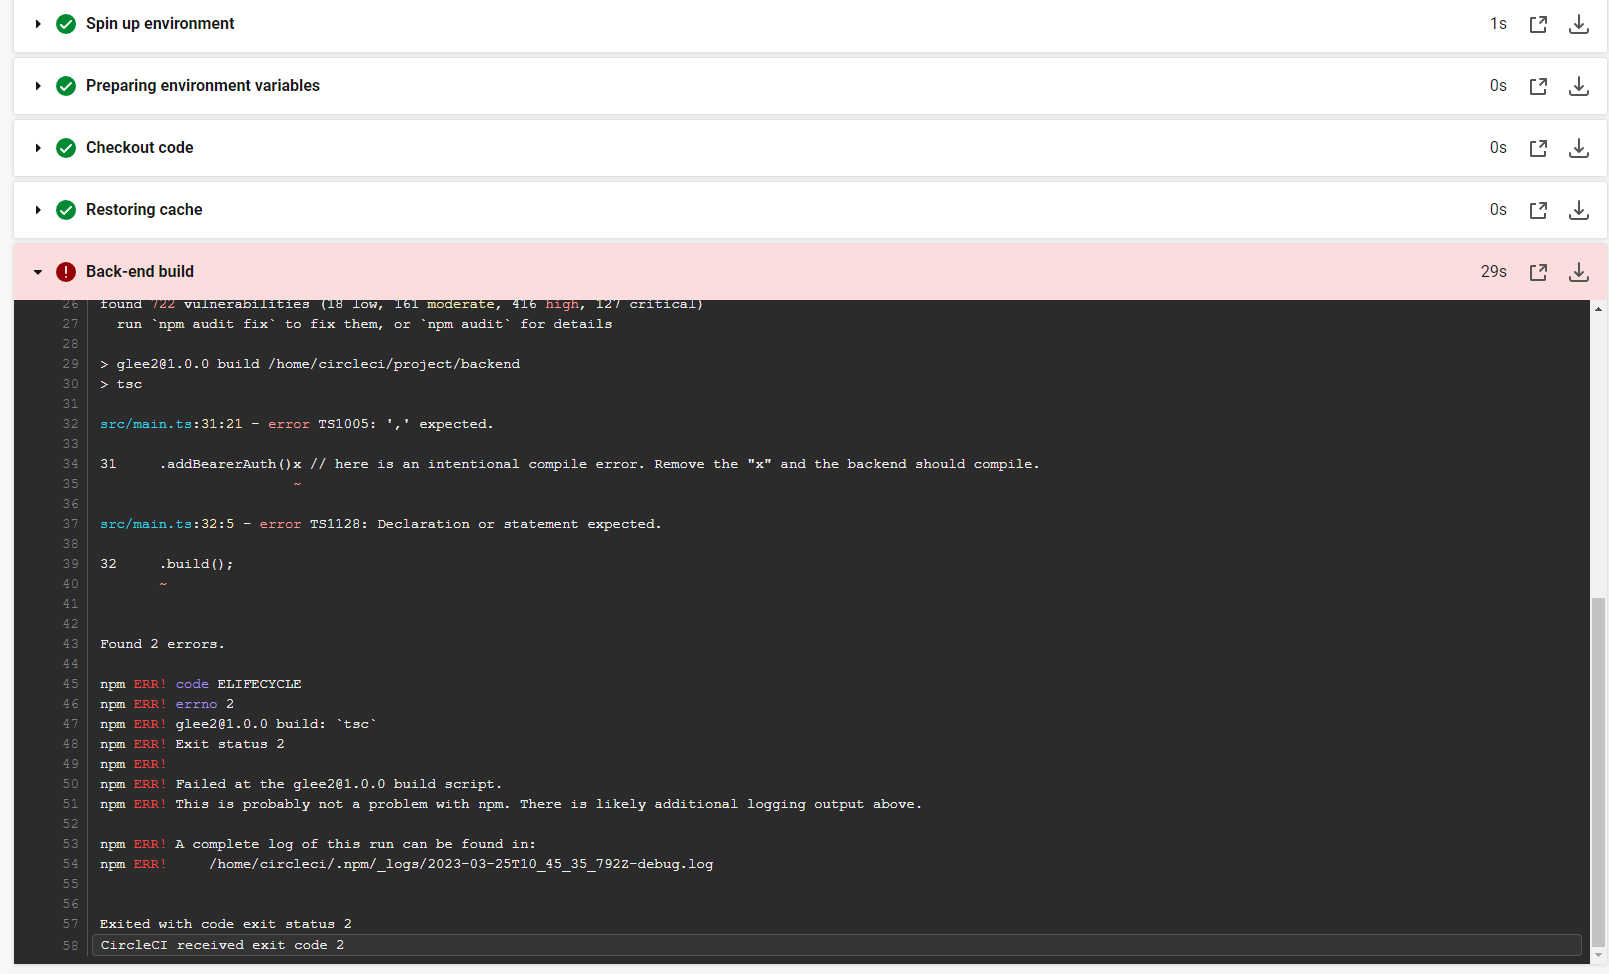 Spin up environment 1s
Preparing environment variables 0s
Checkout code 0s
Restoring cache 0s
Back-end build 29s
26 found 722 vulnerabilities (18 low, 161 moderate, 416 high, 127 critical)
27 run `npm audit fix` to fix them, or `npm audit` for details
28
29 > glee2@1.0.0 build /home/circleci/project/backend
30 > tsc
31
32 src/main.ts:31:21 - error TS1005: ',' expected.
33
34 31 .addBearerAuth()x // here is an intentional compile error. Remove the "x" and the backend should compile.
35 ~
36
37 src/main.ts:32:5 - error TS1128: Declaration or statement expected.
38
39 32 .build();
40 ~
41
42
43 Found 2 errors.
44
45 npm ERR! code ELIFECYCLE
46 npm ERR! errno 2
47 npm ERR! glee2@1.0.0 build: `tsc`
48 npm ERR! Exit status 2
49 npm ERR!
50 npm ERR! Failed at the glee2@1.0.0 build script.
51 npm ERR! This is probably not a problem with npm. There is likely additional logging output above.
52
53 npm ERR! A complete log of this run can be found in:
54 npm ERR! /home/circleci/.npm/_logs/2023-03-25T10_45_35_792Z-debug.log
55
56
57 Exited with code exit status 2
58 CircleCI received exit code 2